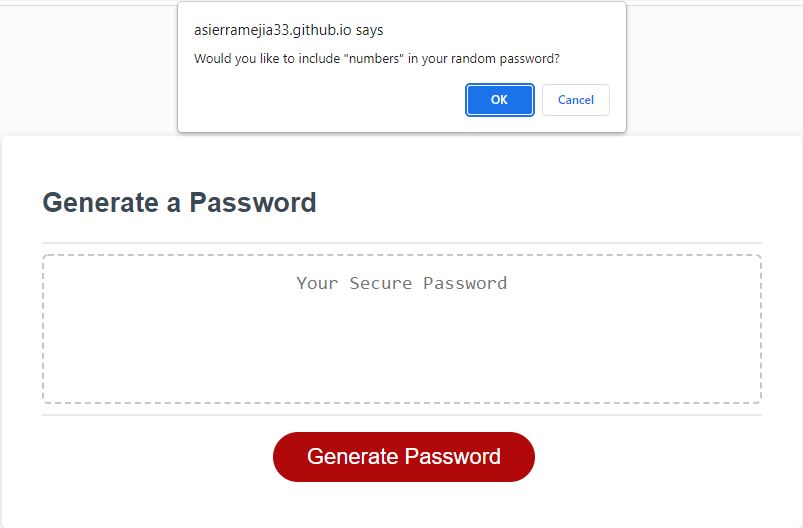 asierramejia33.github.io says
Would you like to include "numbers" in your random password?
OK
Cancel
Generate a Password
Your Secure Password
Generate Password